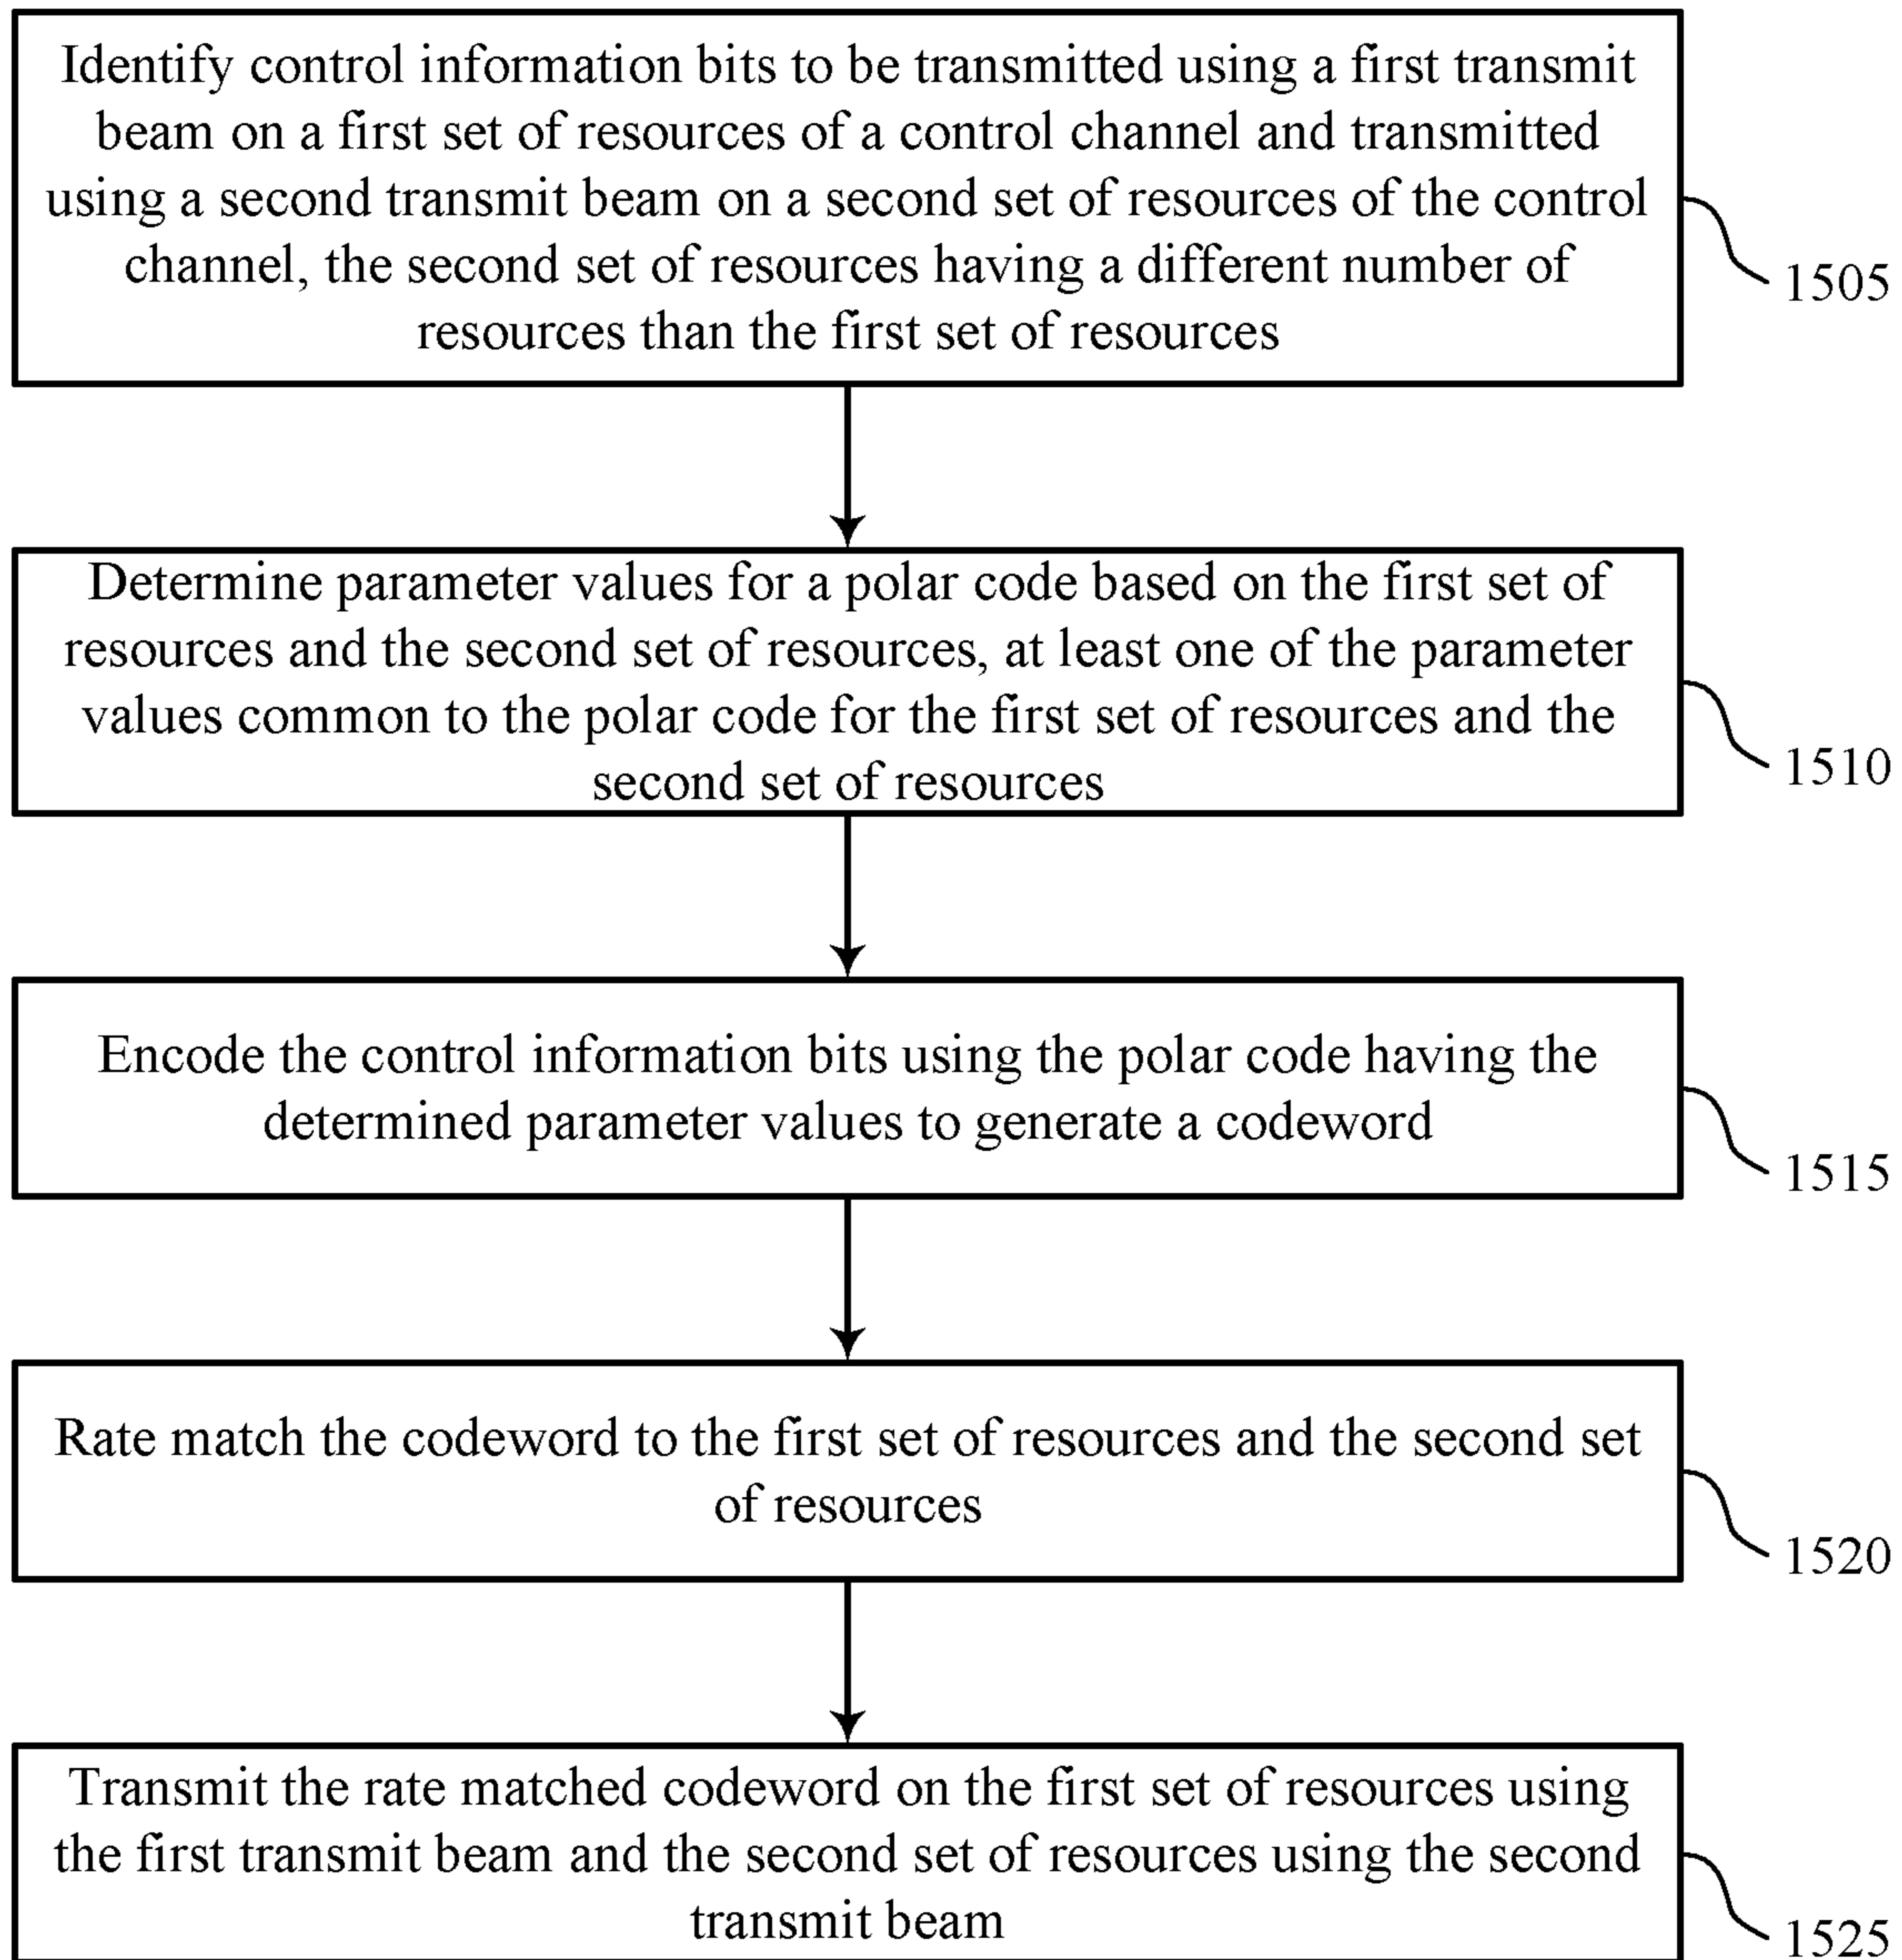 Identify control information bits to be transmitted using a first transmit
beam on a first set of resources of a control channel and transmitted
using a second transmit beam on a second set of resources of the control
channel, the second set of resources having a different number of
resources than the first set of resources
1505
Determine parameter values for a polar code based on the first set of
resources and the second set of resources, at least one of the parameter
values common to the polar code for the first set of resources and the
second set of resources
1510
Encode the control information bits using the polar code having the
determined parameter values to generate a codeword
1515
Rate match the codeword to the first set of resources and the second set
of resources
1520
Transmit the rate matched codeword on the first set of resources using
the first transmit beam and the second set of resources using the second
transmit beam
1525